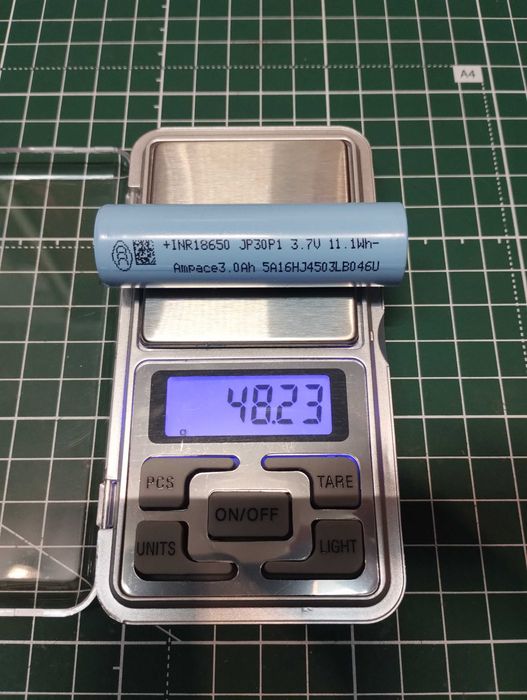 A4
+INR18650 JP30P1 3.7V 11.1Wh-
Ampace3.0Ah 5A16HJ4503LB046U
48.23
g
PCS
TARE
ON/OFF
UNITS
LIGHT